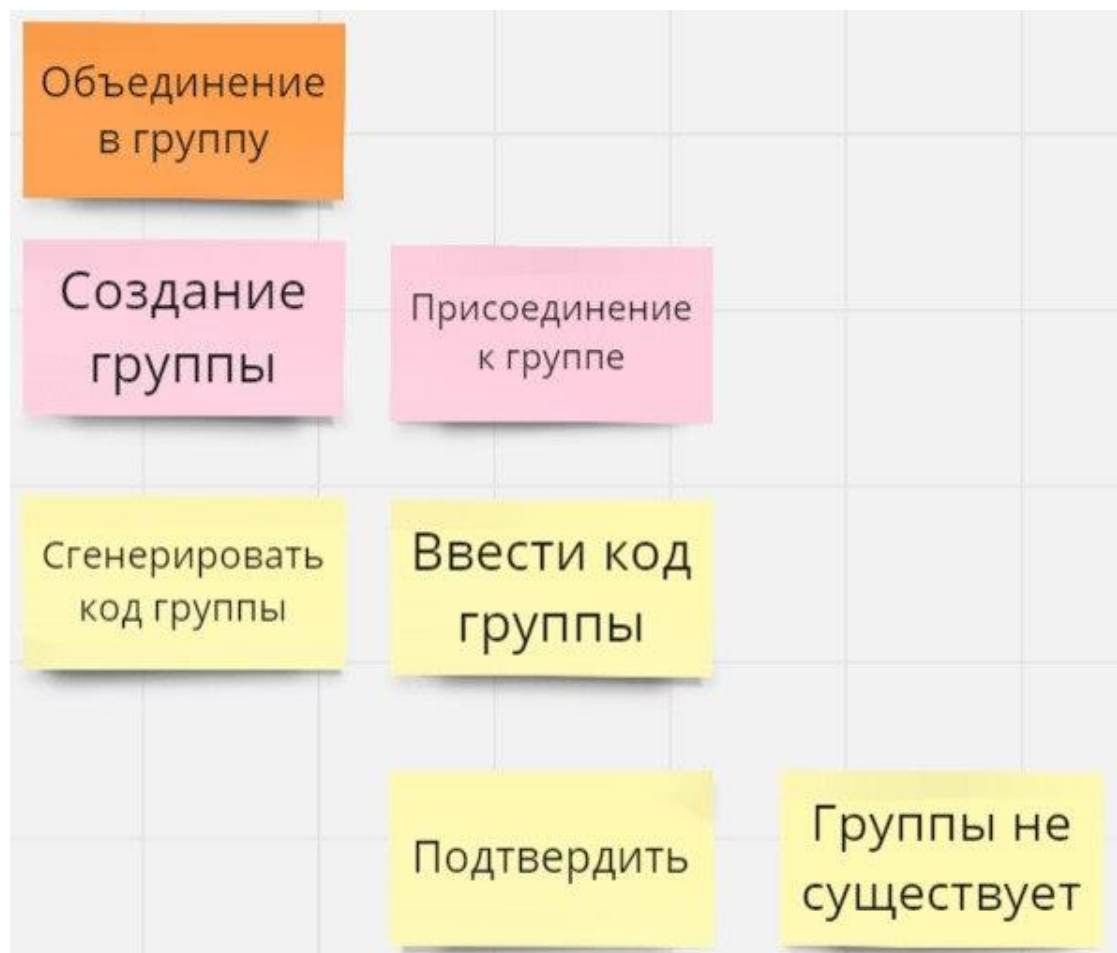 Объединение
в группу
Создание
группы
Присоединение
к группе
Сгенерировать
код группы
Ввести код
группы
Подтвердить
Группы не
существует